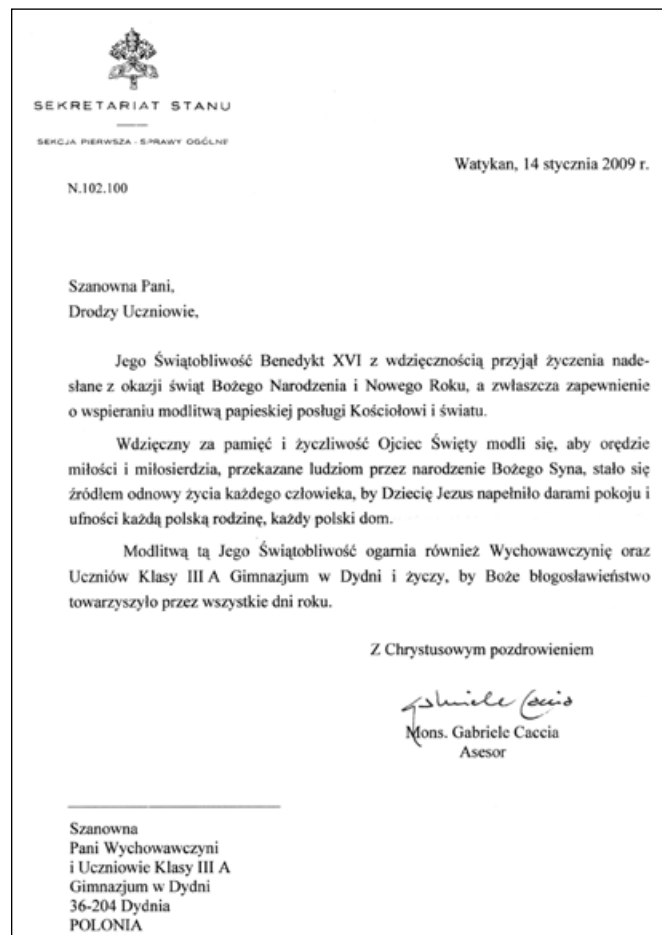 SEKRETARIAT STANU
SEKCJA PIERWSZA - SPRAWY OGÓLNE
Watykan, 14 stycznia 2009 r.
N.102.100
Szanowna Pani,
Drodzy Uczniowie,
Jego Świątobliwość Benedykt XVI z wdzięcznością przyjął życzenia nade-
słane z okazji świąt Bożego Narodzenia i Nowego Roku, a zwłaszcza zapewnienie
o wspieraniu modlitwą papieskiej posługi Kościołowi i światu.
Wdzięczny za pamięć i życzliwość Ojciec Święty modli się, aby orędzie
miłości i miłosierdzia, przekazane ludziom przez narodzenie Bożego Syna, stało się
źródłem odnowy życia każdego człowieka, by Dziecię Jezus napełniło darami pokoju i
ufności każdą polską rodzinę, każdy polski dom.
Modlitwą tą Jego Świątobliwość ogarnia również Wychowawczynię oraz
Uczniów Klasy III A Gimnazjum w Dydni i życzy, by Boże błogosławieństwo
towarzyszyło przez wszystkie dni roku.
Z Chrystusowym pozdrowieniem
Gabriele Caccia
Mons. Gabriele Caccia
Asesor
Szanowna
Pani Wychowawczyni
i Uczniowie Klasy III A
Gimnazjum w Dydni
36-204 Dydnia
POLONIA